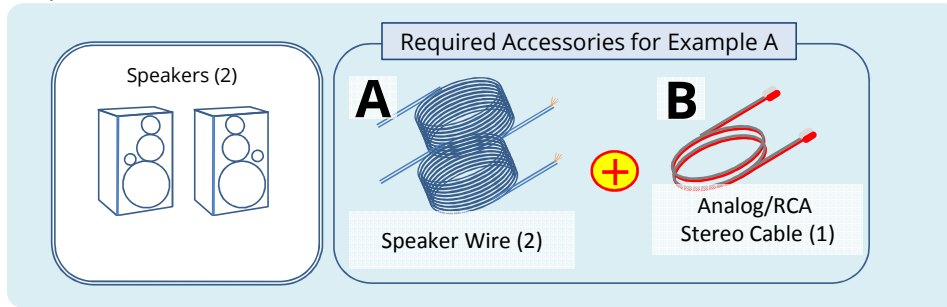 Required Accessories for Example A
Speakers (2)
A
B
Speaker Wire (2)
+
Analog/RCA
Stereo Cable (1)